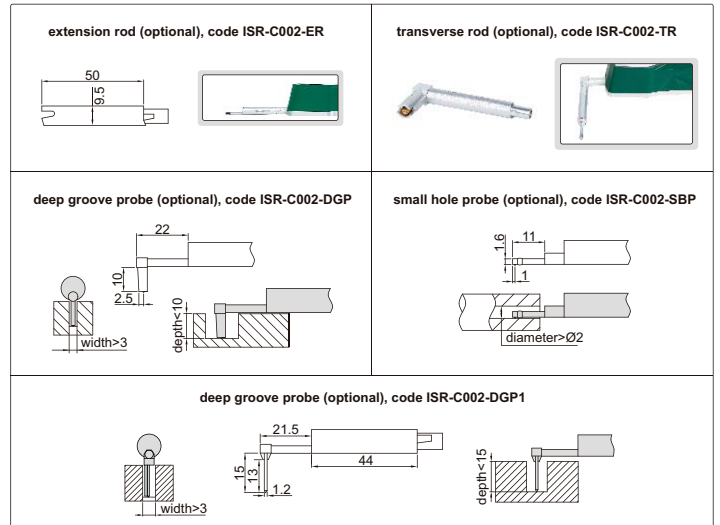 extension rod (optional), code ISR-C002-ER
50
9.5
transverse rod (optional), code ISR-C002-TR
deep groove probe (optional), code ISR-C002-DGP
22
10
2.5
width>3
depth<10
small hole probe (optional), code ISR-C002-SBP
1.6
11
1
diameter>Ø2
deep groove probe (optional), code ISR-C002-DGP1
21.5
44
15
13
1.2
width>3
depth<15